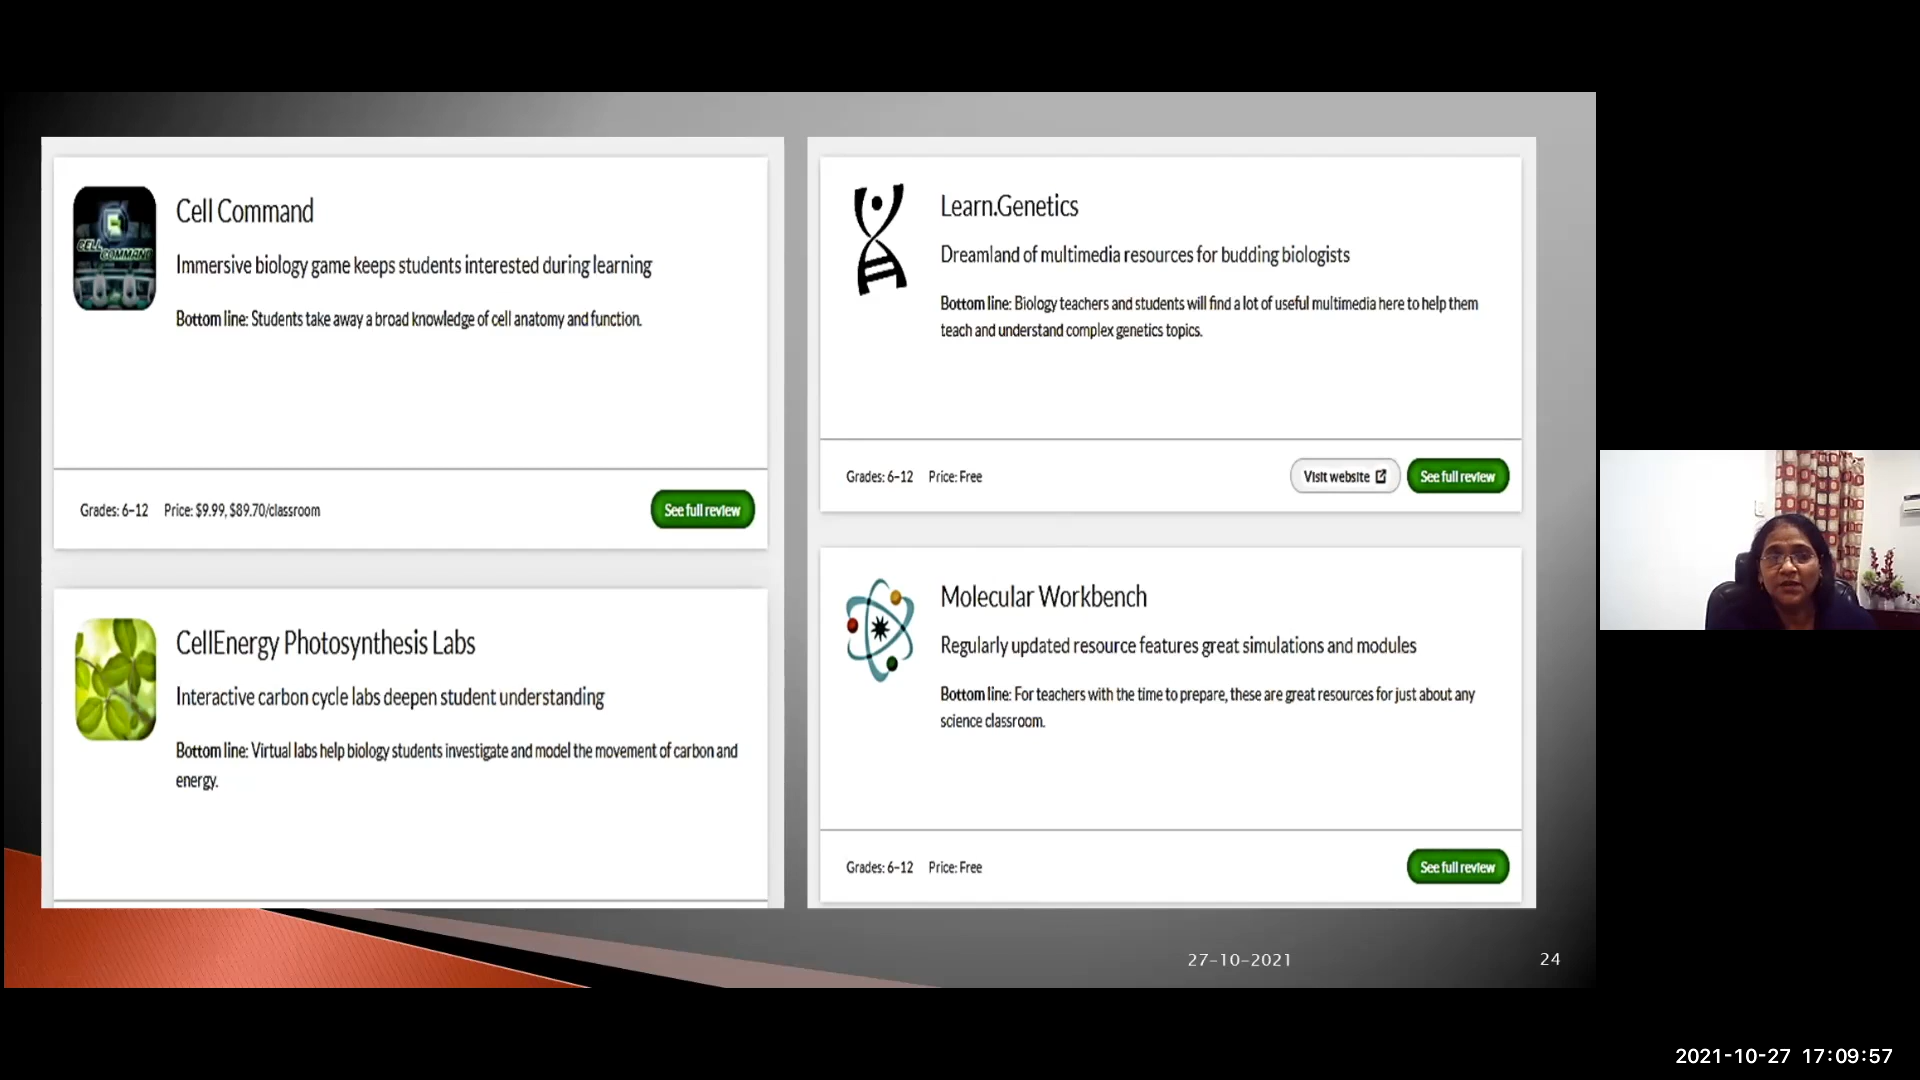 CELL COMMAND
Cell Command
Immersive biology game keeps students interested during learning
Bottom line: Students take away a broad knowledge of cell anatomy and function.
Grades: 6–12 Price: $9.99, $89.70/classroom
See full review
CellEnergy Photosynthesis Labs
Interactive carbon cycle labs deepen student understanding
Bottom line: Virtual labs help biology students investigate and model the movement of carbon and
energy.
Learn.Genetics
Dreamland of multimedia resources for budding biologists
Bottom line: Biology teachers and students will find a lot of useful multimedia here to help them
teach and understand complex genetics topics.
Grades: 6–12 Price: Free
Visit website
See full review
Molecular Workbench
Regularly updated resource features great simulations and modules
Bottom line: For teachers with the time to prepare, these are great resources for just about any
science classroom.
Grades: 6–12 Price: Free
See full review
27-10-2021
24
2021-10-27 17:09:57